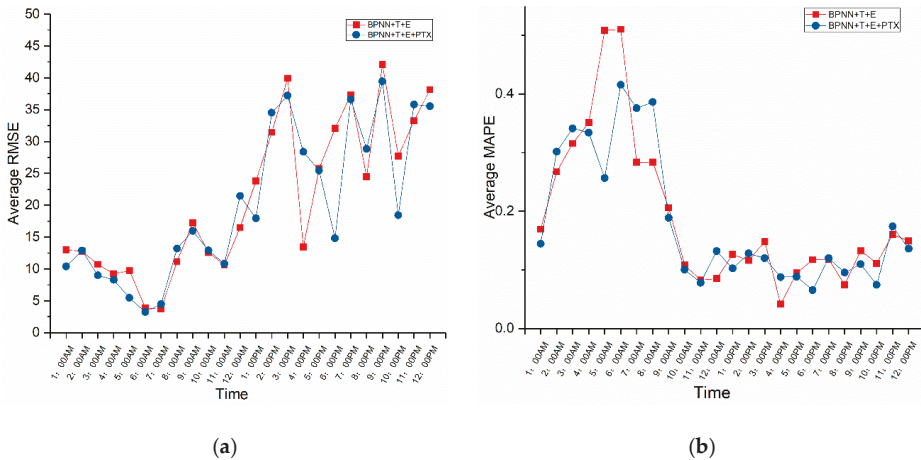 50
45
40
35
30
25
20
15
10
5
0
Average RMSE
BPNN+T+E
BPNN+T+E+PTX
1：00AM
2：00AM
3：00AM
4：00AM
5：00AM
6：00AM
7：00AM
8：00AM
9：00AM
10：00AM
11：00AM
12：00AM
1：00PM
2：00PM
3：00PM
4：00PM
5：00PM
6：00PM
7：00PM
8：00PM
9：00PM
10：00PM
11：00PM
12：00PM
Time
(a)
0.4
0.2
0.0
Average MAPE
BPNN+T+E
BPNN+T+E+PTX
1：00AM
2：00AM
3：00AM
4：00AM
5：00AM
6：00AM
7：00AM
8：00AM
9：00AM
10：00AM
11：00AM
12：00AM
1：00PM
2：00PM
3：00PM
4：00PM
5：00PM
6：00PM
7：00PM
8：00PM
9：00PM
10：00PM
11：00PM
12：00PM
Time
(b)